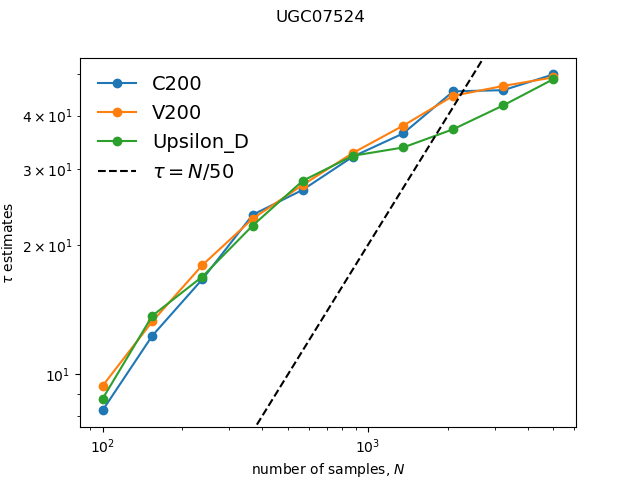 UGC07524
C200
V200
Upsilon_D
τ = N/50
4 × 10¹
3 × 10¹
2 × 10¹
10¹
τ estimates
10² 10³
number of samples, N